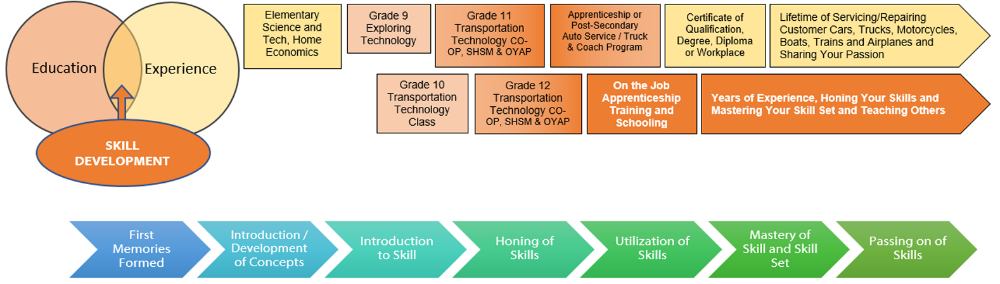 Education
Experience
SKILL
DEVELOPMENT
Elementary
Science and
Tech, Home
Economics
Grade 9
Exploring
Technology
Grade 11
Transportation
Technology CO-
OP, SHSM & OYAP
Apprenticeship or
Post-Secondary
Auto Service / Truck
& Coach Program
Certificate of
Qualification,
Degree, Diploma
or Workplace
Lifetime of Servicing/Repairing
Customer Cars, Trucks, Motorcycles,
Boats, Trains and Airplanes and
Sharing Your Passion
Grade 10
Transportation
Technology
Class
Grade 12
Transportation
Technology CO-
OP, SHSM & OYAP
On the Job
Apprenticeship
Training and
Schooling
Years of Experience, Honing Your Skills and
Mastering Your Skill Set and Teaching Others
First
Memories
Formed
Introduction /
Development
of Concepts
Introduction
to Skill
Honing of
Skills
Utilization of
Skills
Mastery of
Skill and Skill
Set
Passing on of
Skills